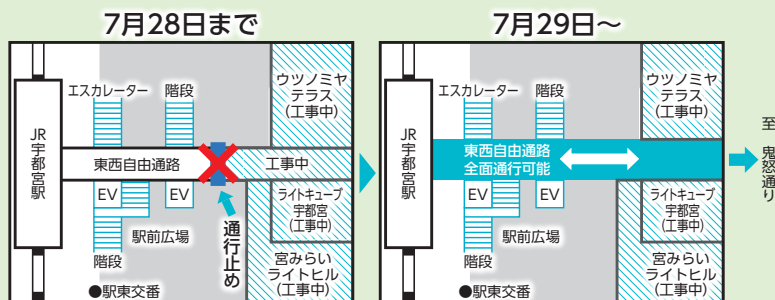 7月28日まで
エスカレーター
階段
ウツノミヤ
テラス
(工事中)
JR宇都宮駅
東西自由通路
工事中
EV
EV
ライトキューブ
宇都宮
(工事中)
通行止め
駅前広場
階段
宮みらい
ライトヒル
(工事中)
●駅東交番
7月29日～
エスカレーター
階段
ウツノミヤ
テラス
(工事中)
JR宇都宮駅
東西自由通路
全面通行可能
至 鬼怒通り
EV
EV
ライトキューブ
宇都宮
(工事中)
駅前広場
階段
宮みらい
ライトヒル
(工事中)
●駅東交番